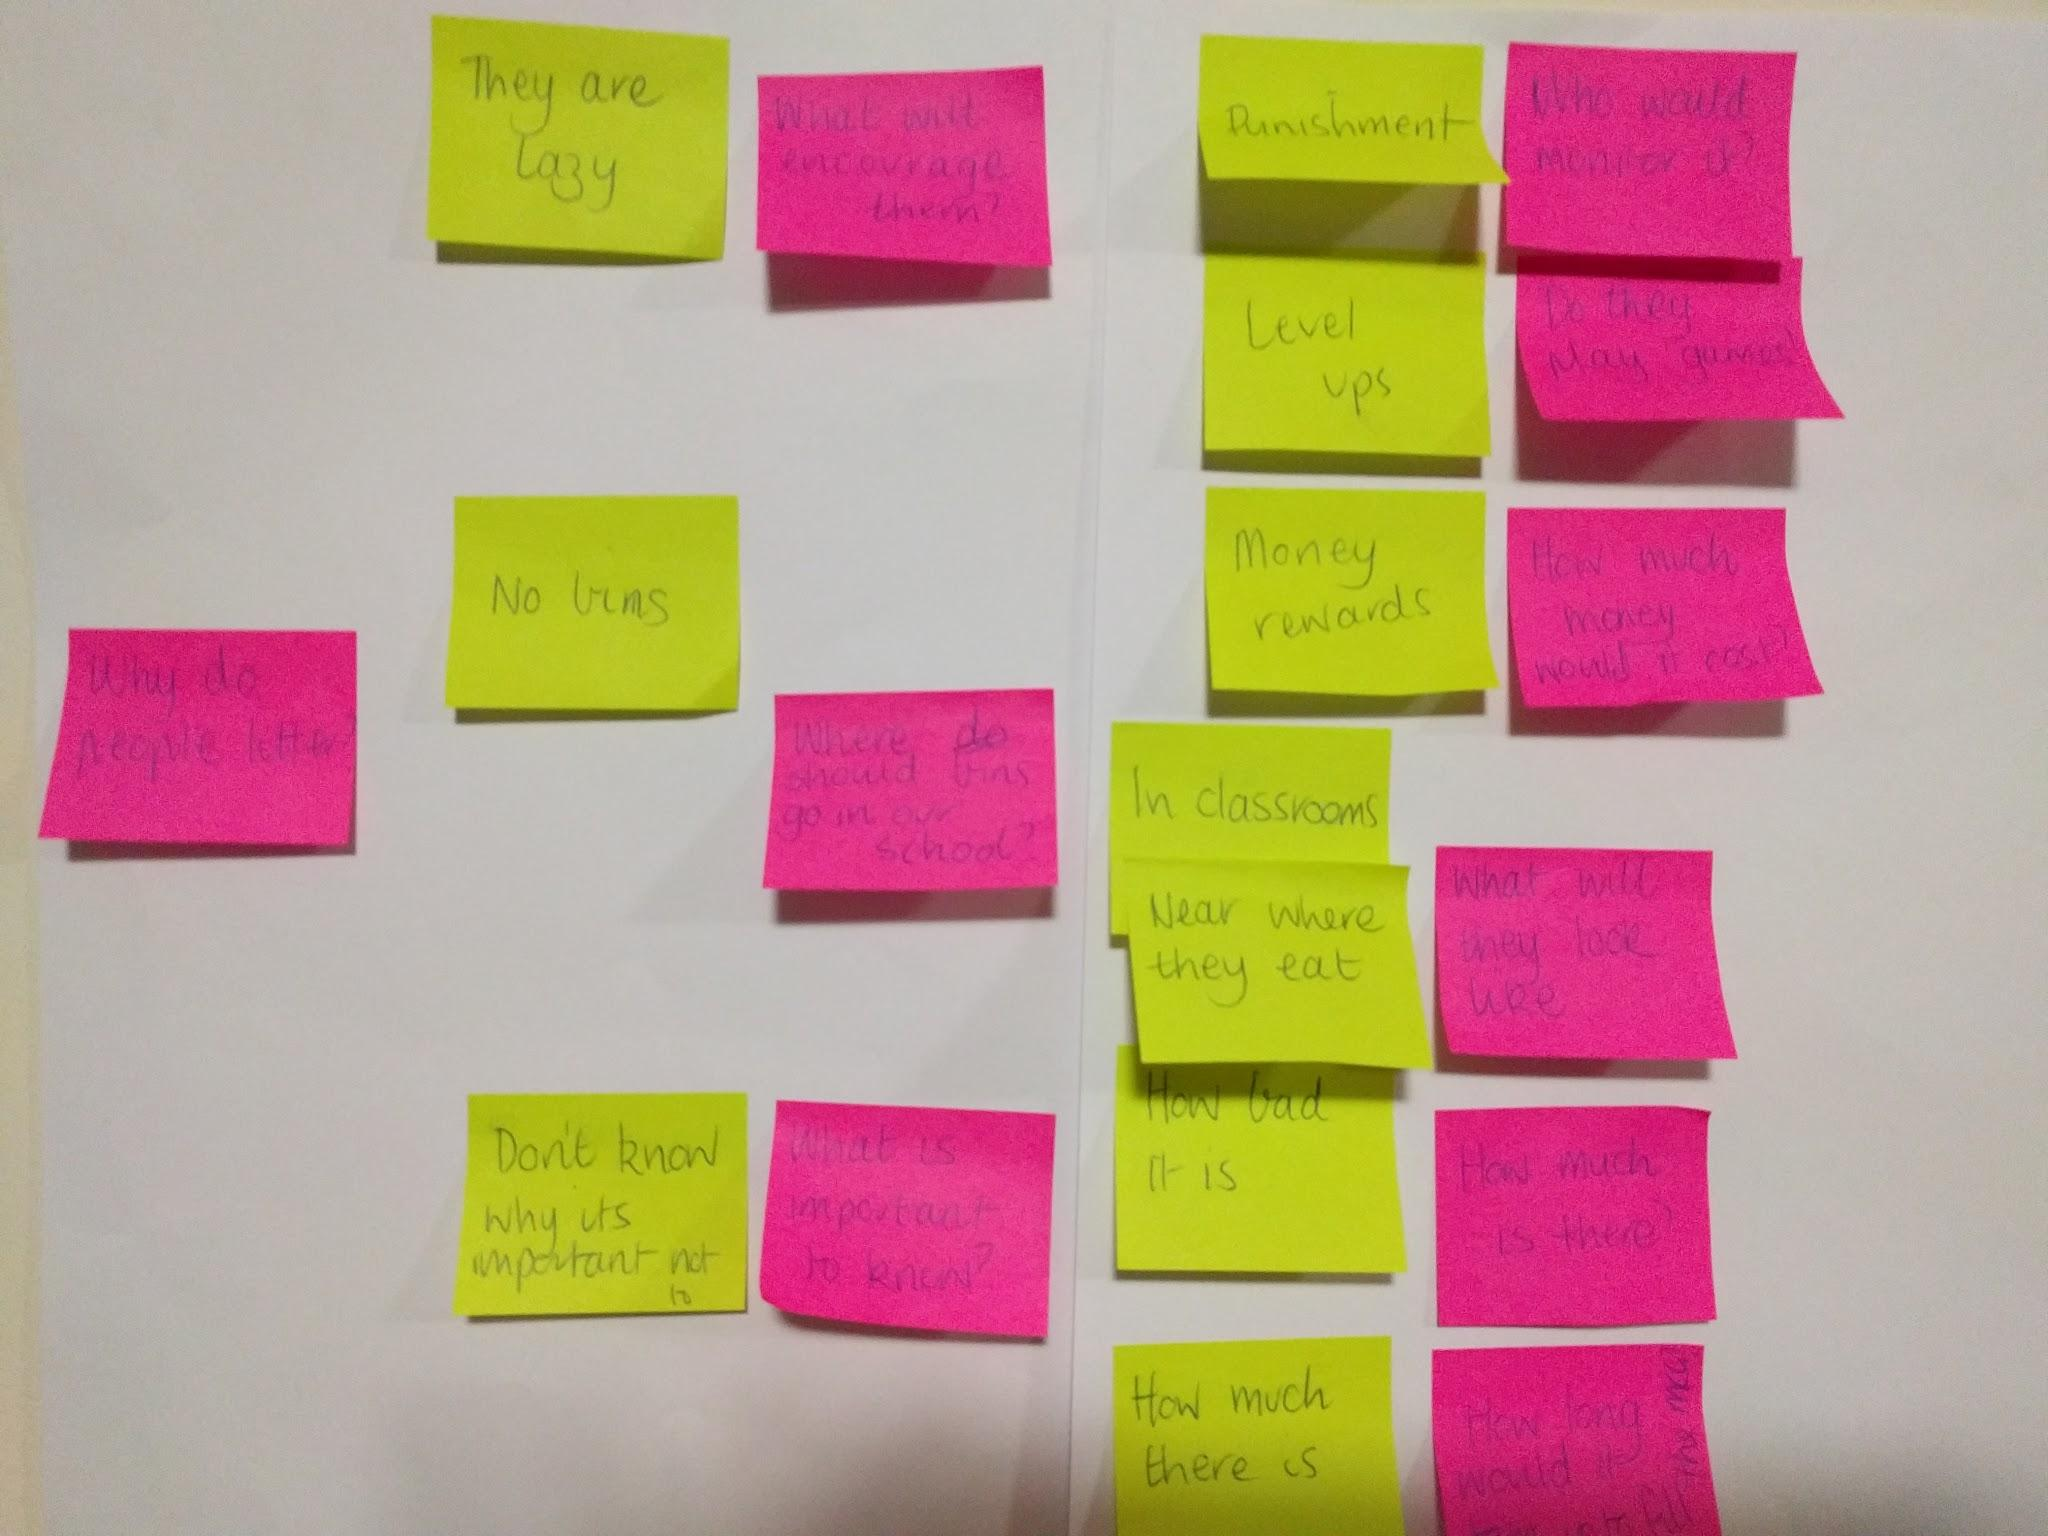 Why do
people litter?
They are
lazy
What will
encourage
them?
Punishment
Who would
monitor it?
Level
ups
Do they
play games?
Money
rewards
How much
money
would it cost?
No bins
Where do
should bins
go in our
school?
In classrooms
Near where
they eat
What will
they look
like
Don't know
why its
important not
to
What is
important
to know?
How bad
it is
How much
is there?
How much
there is
How long
would it
to fill